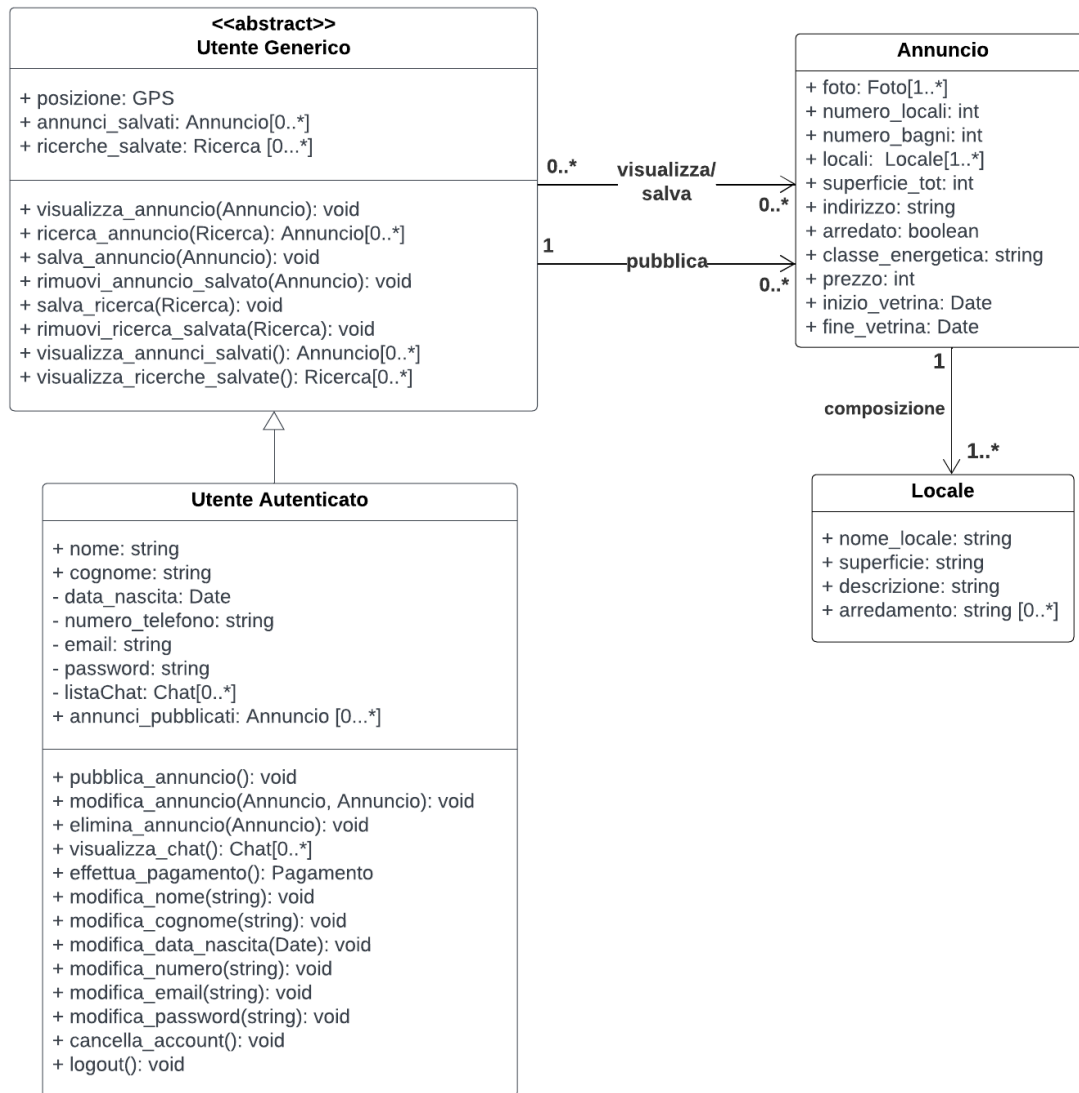 <<abstract>>
Utente Generico
+ posizione: GPS
+ annunci_salvati: Annuncio[0..*]
+ ricerche_salvate: Ricerca [0...*]
+ visualizza_annuncio(Annuncio): void
+ ricerca_annuncio(Ricerca): Annuncio[0..*]
+ salva_annuncio(Annuncio): void
+ rimuovi_annuncio_salvato(Annuncio): void
+ salva_ricerca(Ricerca): void
+ rimuovi_ricerca_salvata(Ricerca): void
+ visualizza_annunci_salvati(): Annuncio[0..*]
+ visualizza_ricerche_salvate(): Ricerca[0..*]
0..*
visualizza/
salva
0..*
1
pubblica
0..*
Annuncio
+ foto: Foto[1..*]
+ numero_locali: int
+ numero_bagni: int
+ locali:  Locale[1..*]
+ superficie_tot: int
+ indirizzo: string
+ arredato: boolean
+ classe_energetica: string
+ prezzo: int
+ inizio_vetrina: Date
+ fine_vetrina: Date
1
composizione
1..*
Locale
+ nome_locale: string
+ superficie: string
+ descrizione: string
+ arredamento: string [0..*]
Utente Autenticato
+ nome: string
+ cognome: string
- data_nascita: Date
- numero_telefono: string
- email: string
- password: string
- listaChat: Chat[0..*]
+ annunci_pubblicati: Annuncio [0...*]
+ pubblica_annuncio(): void
+ modifica_annuncio(Annuncio, Annuncio): void
+ elimina_annuncio(Annuncio): void
+ visualizza_chat(): Chat[0..*]
+ effettua_pagamento(): Pagamento
+ modifica_nome(string): void
+ modifica_cognome(string): void
+ modifica_data_nascita(Date): void
+ modifica_numero(string): void
+ modifica_email(string): void
+ modifica_password(string): void
+ cancella_account(): void
+ logout(): void